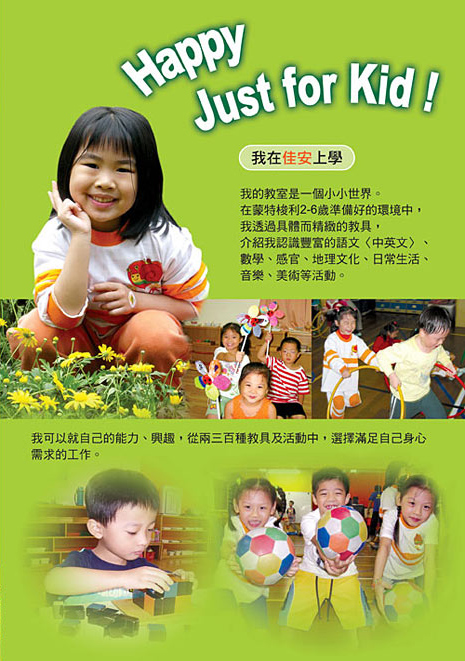 Happy
Just for Kid !
我在佳安上學
我的教室是一個小小世界。
在蒙特梭利2-6歲準備好的環境中，
我透過具體而精緻的教具，
介紹我認識豐富的語文〈中英文〉、
數學、感官、地理文化、日常生活、
音樂、美術等活動。
我可以就自己的能力、興趣，從兩三百種教具及活動中，選擇滿足自己身心
需求的工作。